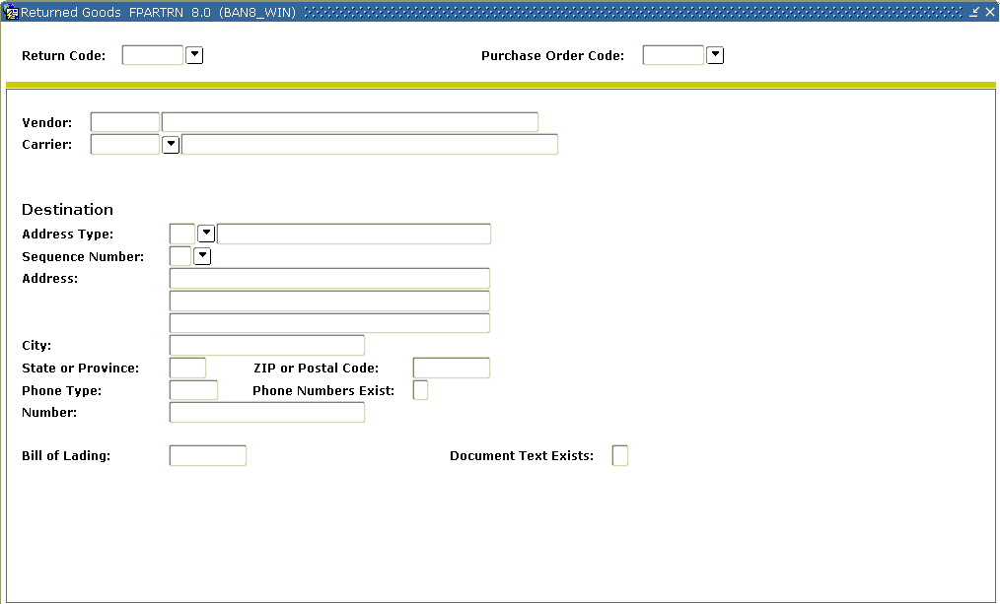 Returned Goods FPARTRN 8.0 (BAN8_WIN)
Return Code: Purchase Order Code:
Vendor:
Carrier:
Destination
Address Type:
Sequence Number:
Address:
City:
State or Province: ZIP or Postal Code:
Phone Type: Phone Numbers Exist:
Number:
Bill of Lading: Document Text Exists: